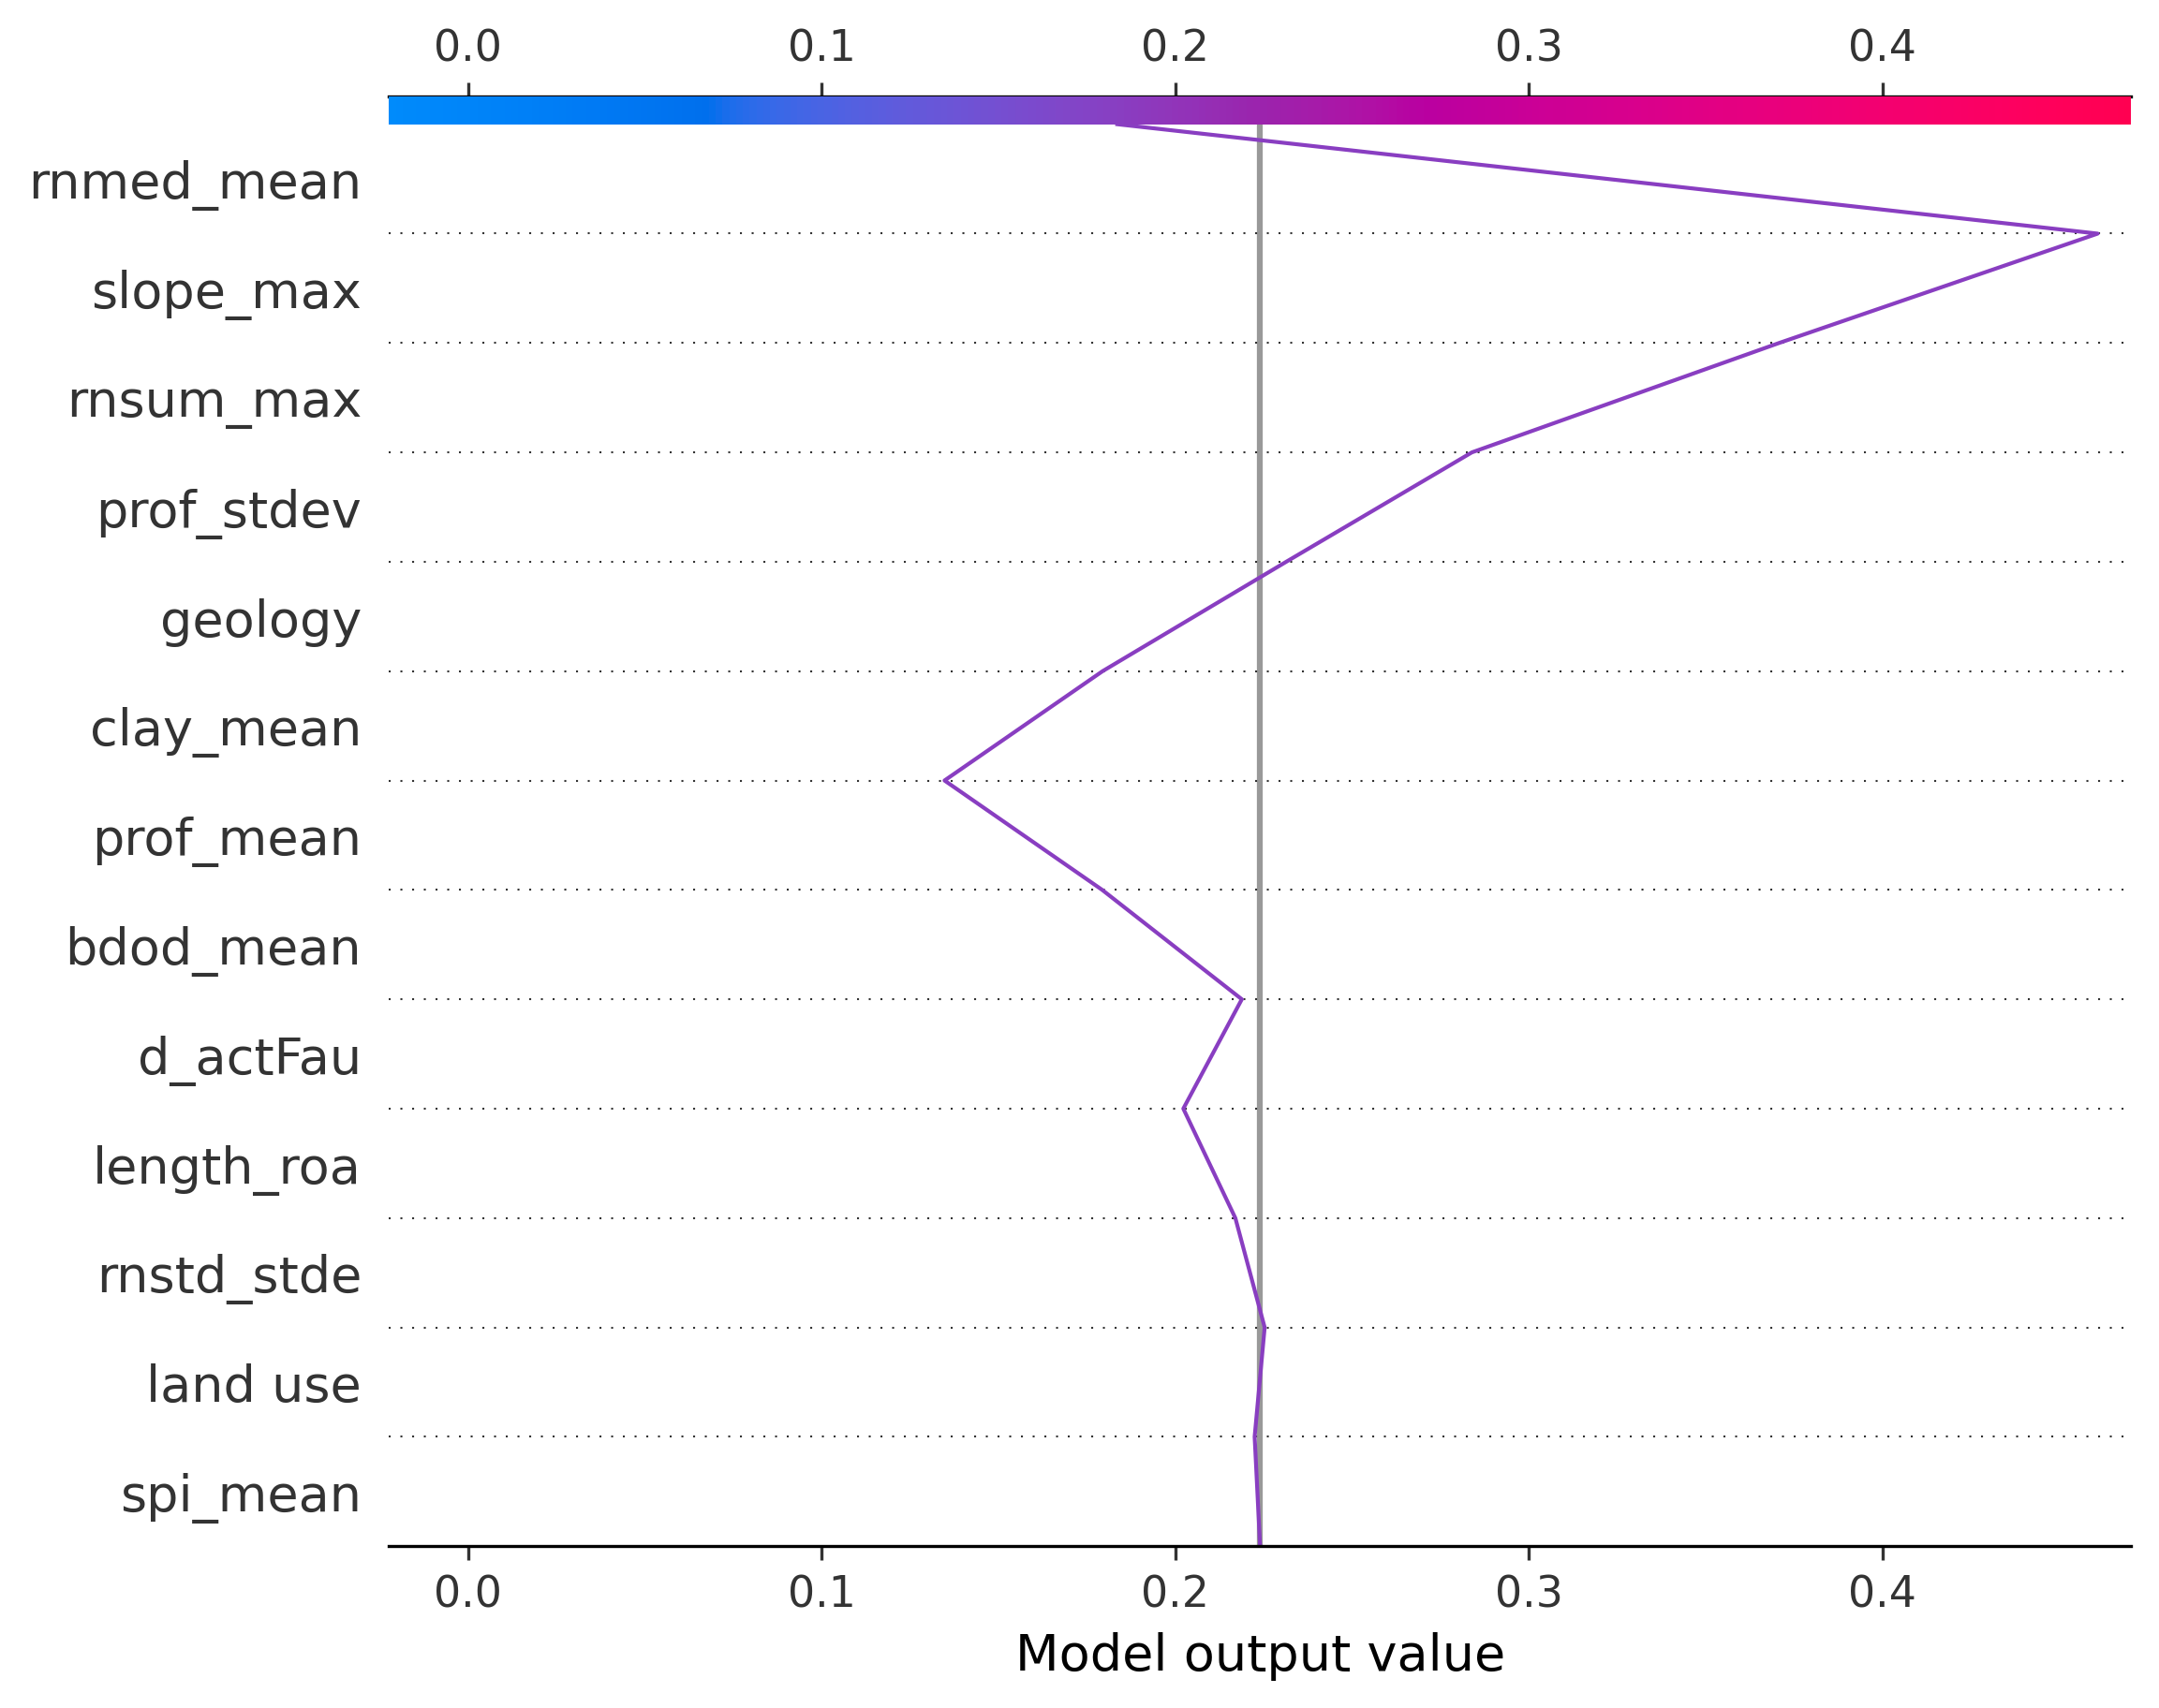 0.0 0.1 0.2 0.3 0.4
rnmed_mean
slope_max
rnsum_max
prof_stdev
geology
clay_mean
prof_mean
bdod_mean
d_actFau
length_roa
rnstd_stde
land use
spi_mean
0.0 0.1 0.2 0.3 0.4
Model output value